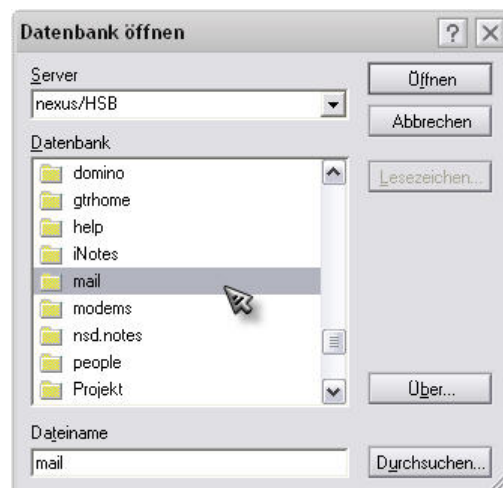 Datenbank öffnen
?
Server
nexus/HSB
Datenbank
domino
gtrhome
help
iNotes
mail
modems
nsd.notes
people
Projekt
Dateiname
mail
Öffnen
Abbrechen
Lesezeichen...
Über...
Durchsuchen...